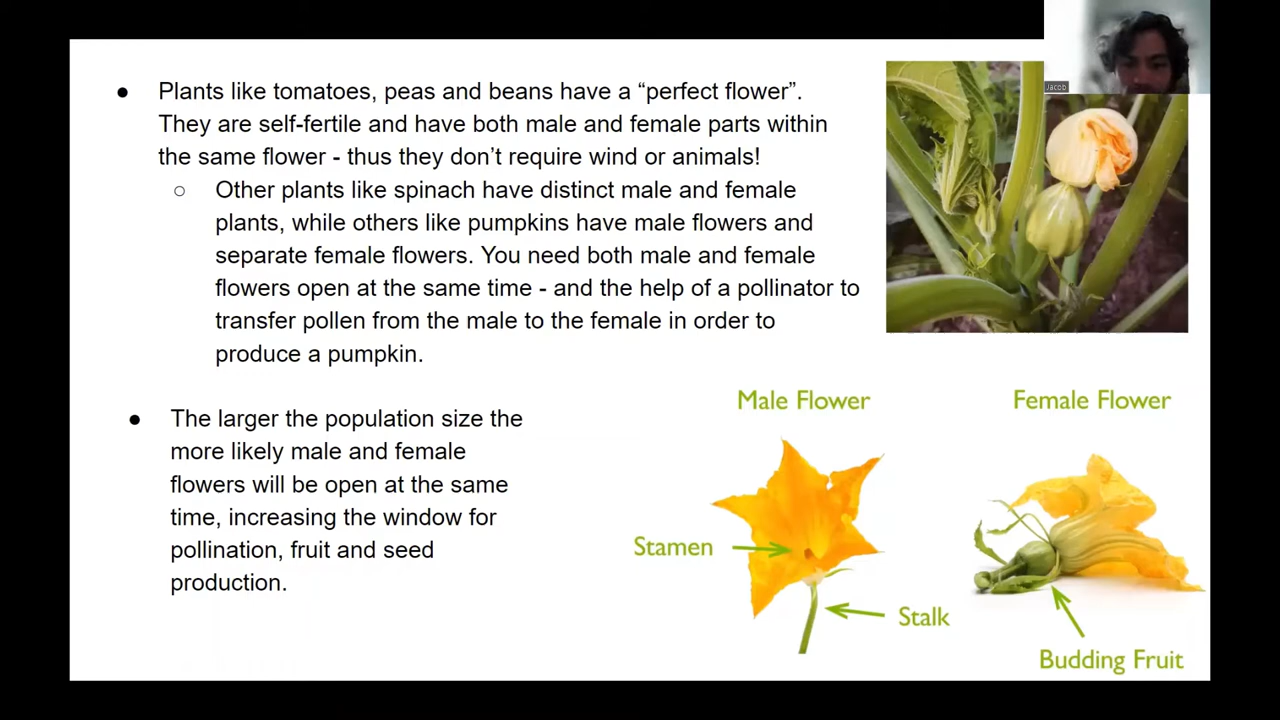 Jacob
● Plants like tomatoes, peas and beans have a “perfect flower”.
They are self-fertile and have both male and female parts within
the same flower - thus they don’t require wind or animals!
○ Other plants like spinach have distinct male and female
plants, while others like pumpkins have male flowers and
separate female flowers. You need both male and female
flowers open at the same time - and the help of a pollinator to
transfer pollen from the male to the female in order to
produce a pumpkin.
● The larger the population size the
more likely male and female
flowers will be open at the same
time, increasing the window for
pollination, fruit and seed
production.
Male Flower
Female Flower
Stamen
Stalk
Budding Fruit